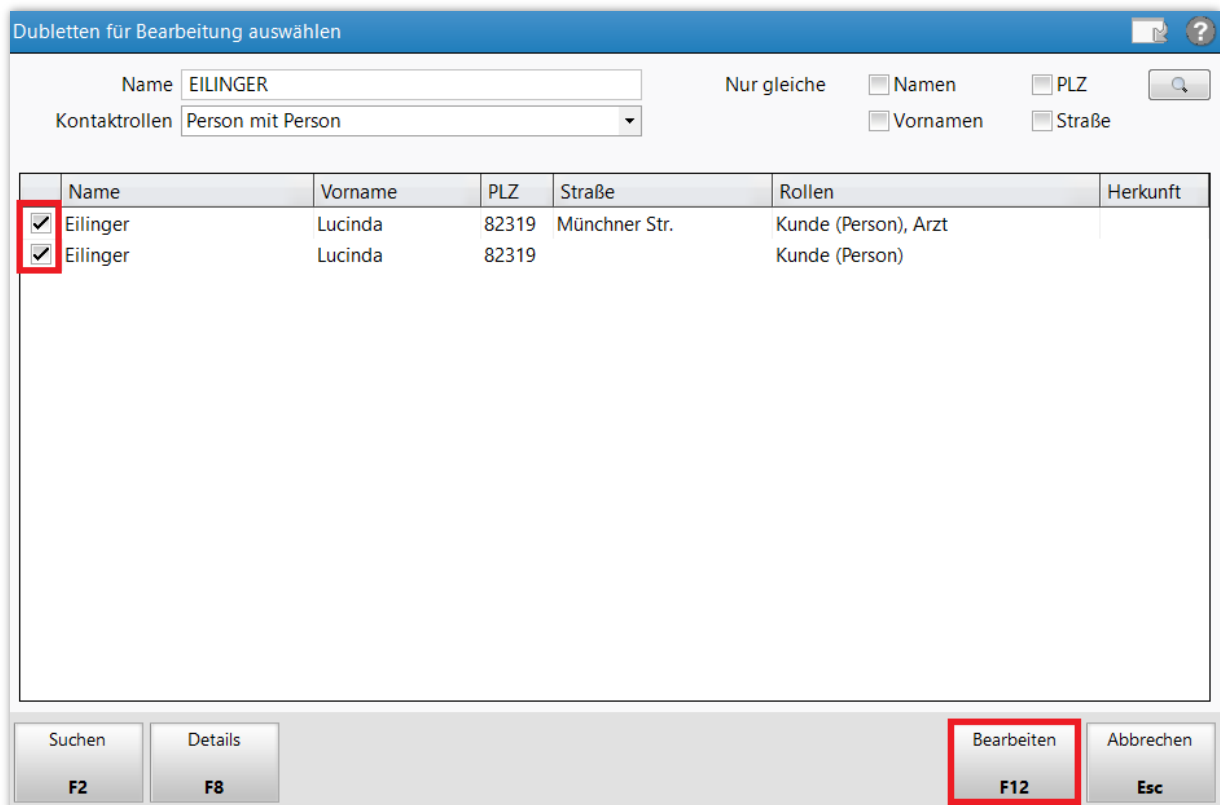 Dubletten für Bearbeitung auswählen ?
Name EILINGER Nur gleiche Namen PLZ
Kontaktrollen Person mit Person Vornamen Straße
Name Vorname PLZ Straße Rollen Herkunft
Eilinger Lucinda 82319 Münchner Str. Kunde (Person), Arzt
Eilinger Lucinda 82319 Kunde (Person)
Suchen Details Bearbeiten Abbrechen
F2 F8 F12 Esc